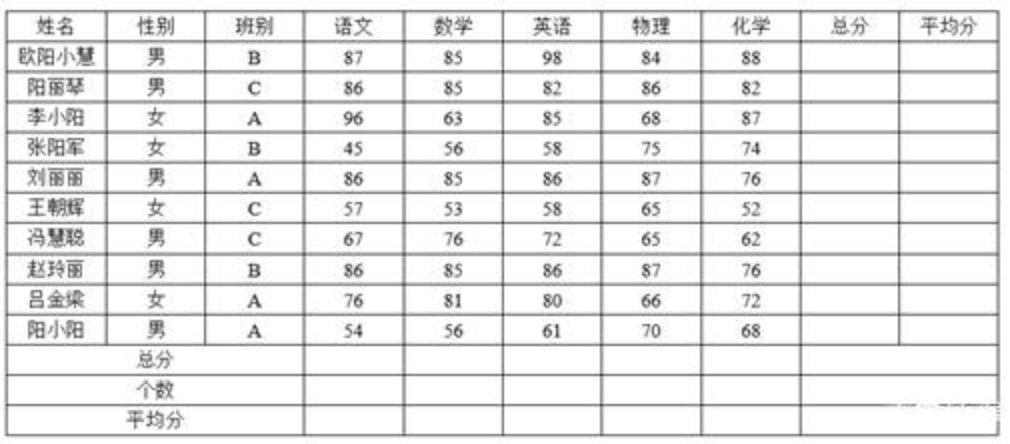 姓名 性别 班别 语文 数学 英语 物理 化学 总分 平均分
欧阳小慧 男 B 87 85 98 84 88
阳丽琴 男 C 86 85 82 86 82
李小阳 女 A 96 63 85 68 87
张阳军 女 B 45 56 58 75 74
刘丽丽 男 A 86 85 86 87 76
王朝辉 女 C 57 53 58 65 52
冯慧聪 男 C 67 76 72 65 62
赵玲丽 男 B 86 85 86 87 76
吕金梁 女 A 76 81 80 66 72
阳小阳 男 A 54 56 61 70 68
总分
个数
平均分